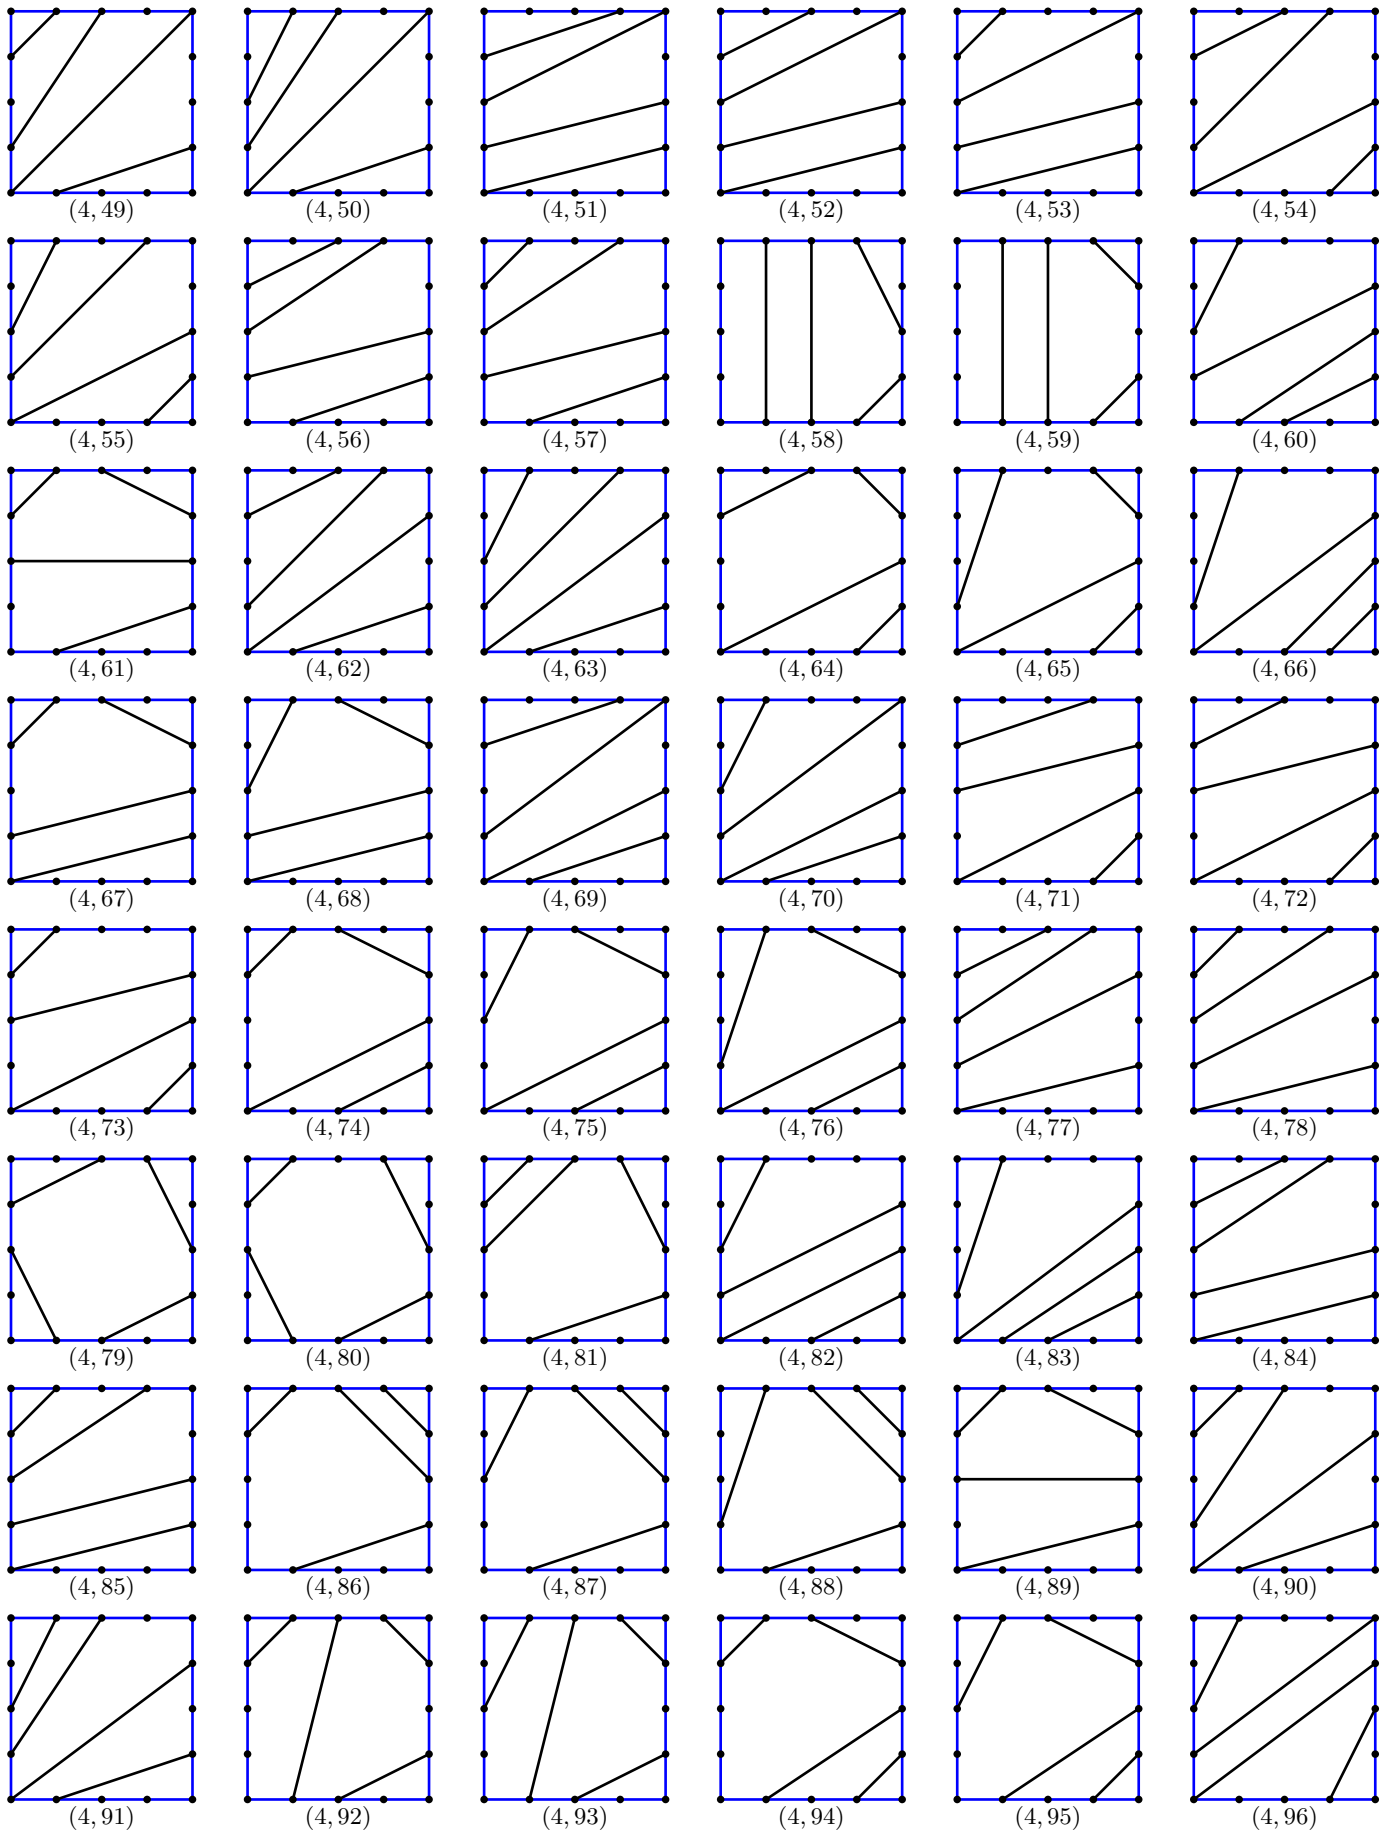 (4, 49) (4, 50) (4, 51) (4, 52) (4, 53) (4, 54)
(4, 55) (4, 56) (4, 57) (4, 58) (4, 59) (4, 60)
(4, 61) (4, 62) (4, 63) (4, 64) (4, 65) (4, 66)
(4, 67) (4, 68) (4, 69) (4, 70) (4, 71) (4, 72)
(4, 73) (4, 74) (4, 75) (4, 76) (4, 77) (4, 78)
(4, 79) (4, 80) (4, 81) (4, 82) (4, 83) (4, 84)
(4, 85) (4, 86) (4, 87) (4, 88) (4, 89) (4, 90)
(4, 91) (4, 92) (4, 93) (4, 94) (4, 95) (4, 96)